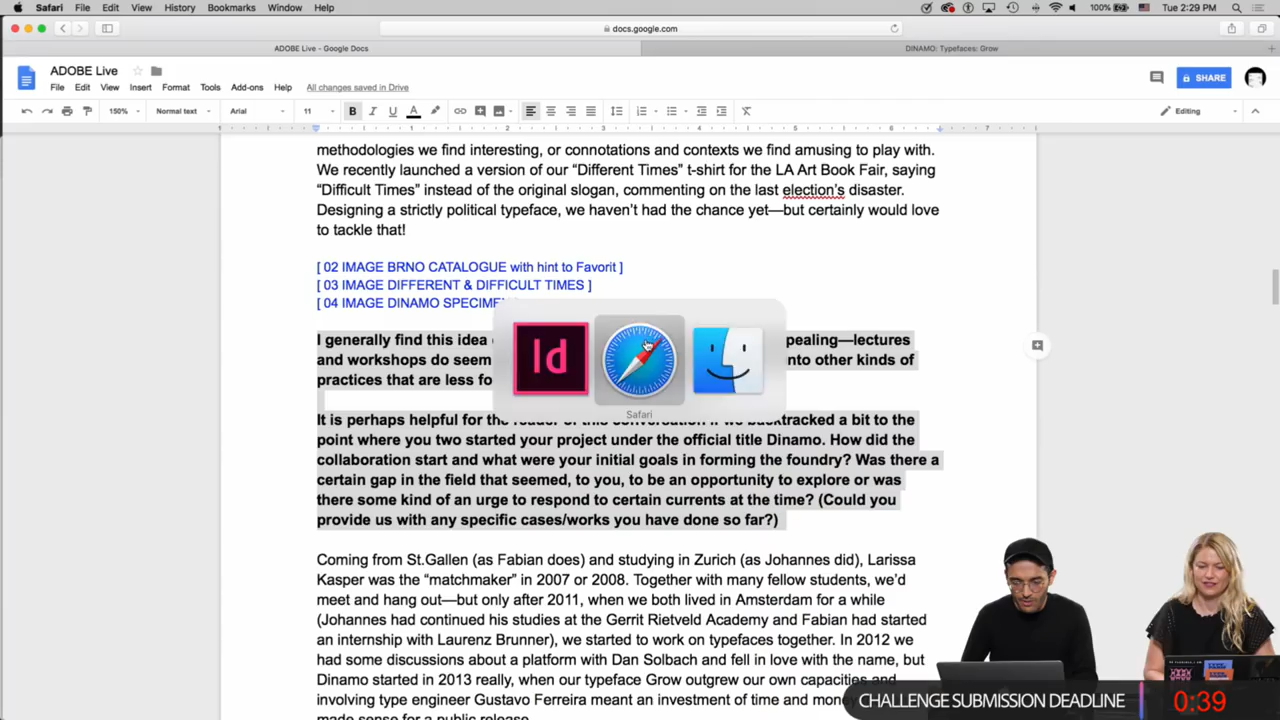 Safari File Edit View History Bookmarks Window Help 100% Tue 2:29 PM
docs.google.com
ADOBE Live - Google Docs DINAMO: Typefaces: Grow
ADOBE Live
File Edit View Insert Format Tools Add-ons Help All changes saved in Drive
SHARE
150% Normal text Arial 11 B I U A Editing
1 1 2 3 4 5 6 7
methodologies we find interesting, or connotations and contexts we find amusing to play with.
We recently launched a version of our “Different Times” t-shirt for the LA Art Book Fair, saying
“Difficult Times” instead of the original slogan, commenting on the last election’s disaster.
Designing a strictly political typeface, we haven’t had the chance yet—but certainly would love
to tackle that!
[ 02 IMAGE BRNO CATALOGUE with hint to Favorit ]
[ 03 IMAGE DIFFERENT & DIFFICULT TIMES ]
[ 04 IMAGE DINAMO SPECIMEN
I generally find this idea pealing—lectures
and workshops do seem into other kinds of
practices that are less fo
Id
Safari
It is perhaps helpful for the reader of this conversation if we backtracked a bit to the
point where you two started your project under the official title Dinamo. How did the
collaboration start and what were your initial goals in forming the foundry? Was there a
certain gap in the field that seemed, to you, to be an opportunity to explore or was
there some kind of an urge to respond to certain currents at the time? (Could you
provide us with any specific cases/works you have done so far?)
Coming from St.Gallen (as Fabian does) and studying in Zurich (as Johannes did), Larissa
Kasper was the “matchmaker” in 2007 or 2008. Together with many fellow students, we’d
meet and hang out—but only after 2011, when we both lived in Amsterdam for a while
(Johannes had continued his studies at the Gerrit Rietveld Academy and Fabian had started
an internship with Laurenz Brunner), we started to work on typefaces together. In 2012 we
had some discussions about a platform with Dan Solbach and fell in love with the name, but
Dinamo started in 2013 really, when our typeface Grow outgrew our own capacities and
involving type engineer Gustavo Ferreira meant an investment of time and money
made sense for a public release.
CHALLENGE SUBMISSION DEADLINE 0:39